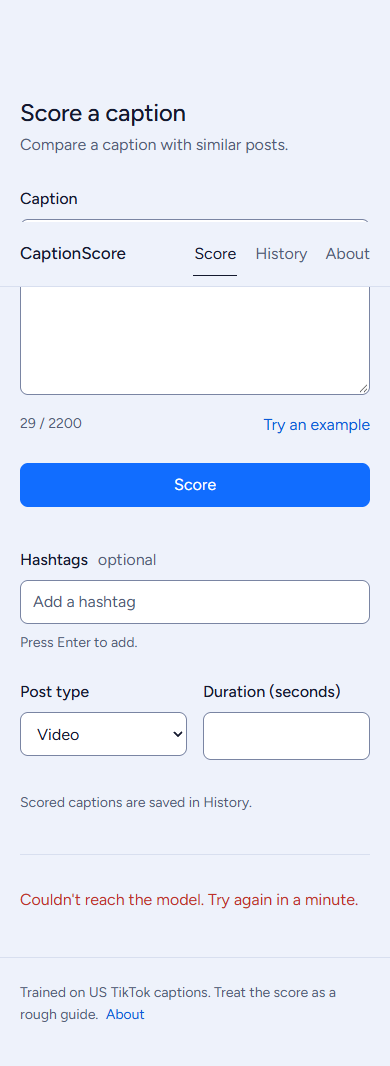 Score a caption
Compare a caption with similar posts.
Caption
CaptionScore Score History About
29 / 2200 Try an example
Score
Hashtags optional
Add a hashtag
Press Enter to add.
Post type Duration (seconds)
Video
Scored captions are saved in History.
Couldn't reach the model. Try again in a minute.
Trained on US TikTok captions. Treat the score as a
rough guide. About